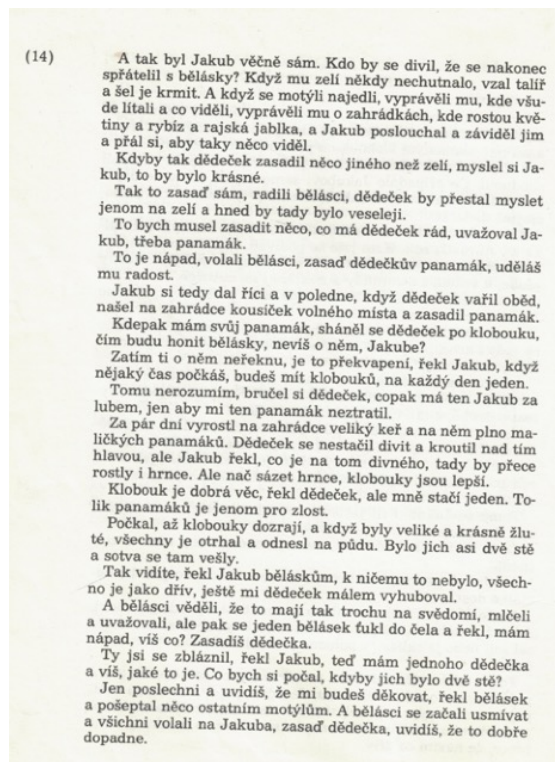 (14)
A tak byl Jakub věčně sám. Kdo by se divil, že se nakonec
spřátelil s bělásky? Když mu zelí někdy nechutnalo, vzal talíř
a šel je krmit. A když se motýli najedli, vyprávěli mu, kde všu-
de lítali a co viděli, vyprávěli mu o zahrádkách, kde rostou kvě-
tiny a rybíz a rajská jablka, a Jakub poslouchal a záviděl jim
a přál si, aby taky něco viděl.
Kdyby tak dědeček zasadil něco jiného než zelí, myslel si Ja-
kub, to by bylo krásné.
Tak to zasaď sám, radili bělásci, dědeček by přestal myslet
jenom na zelí a hned by tady bylo veseleji.
To bych musel zasadit něco, co má dědeček rád, uvažoval Ja-
kub, třeba panamák.
To je nápad, volali bělásci, zasaď dědečkův panamák, uděláš
mu radost.
Jakub si tedy dal říci a v poledne, když dědeček vařil oběd,
našel na zahrádce kousíček volného místa a zasadil panamák.
Kdepak mám svůj panamák, sháněl se dědeček po klobouku,
čím budu honit bělásky, nevíš o něm, Jakube?
Zatím ti o něm neřeknu, je to překvapení, řekl Jakub, když
nějaký čas počkáš, budeš mít klobouků, na každý den jeden.
Tomu nerozumím, bručel si dědeček, copak má ten Jakub za
lubem, jen aby mi ten panamák neztratil.
Za pár dní vyrostl na zahrádce veliký keř a na něm plno ma-
ličkých panamáků. Dědeček se nestačil divit a kroutil nad tím
hlavou, ale Jakub řekl, co je na tom divného, tady by přece
rostly i hrnce. Ale nač sázet hrnce, klobouky jsou lepší.
Klobouk je dobrá věc, řekl dědeček, ale mně stačí jeden. To-
lik panamáků je jenom pro zlost.
Počkal, až klobouky dozrají, a když byly veliké a krásně žlu-
té, všechny je otrhal a odnesl na půdu. Bylo jich asi dvě stě
a sotva se tam vešly.
Tak vidíte, řekl Jakub běláskům, k ničemu to nebylo, všech-
no je jako dřív, ještě mi dědeček málem vyhuboval.
A bělásci věděli, že to mají tak trochu na svědomí, mlčeli
a uvažovali, ale pak se jeden bělásek ťukl do čela a řekl, mám
nápad, víš co? Zasadíš dědečka.
Ty jsi se zbláznil, řekl Jakub, teď mám jednoho dědečka
a víš, jaké to je. Co bych si počal, kdyby jich bylo dvě stě?
Jen poslechni a uvidíš, že mi budeš děkovat, řekl bělásek
a pošeptal něco ostatním motýlům. A bělásci se začali usmívat
a všichni volali na Jakuba, zasaď dědečka, uvidíš, že to dobře
dopadne.